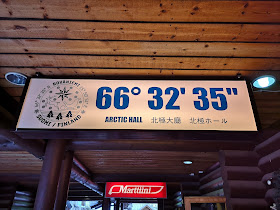 ROVANIEMI
SUOMI / FINLAND
66° 32' 35"
ARCTIC HALL 北極大廳 北極ホール
Marttiini